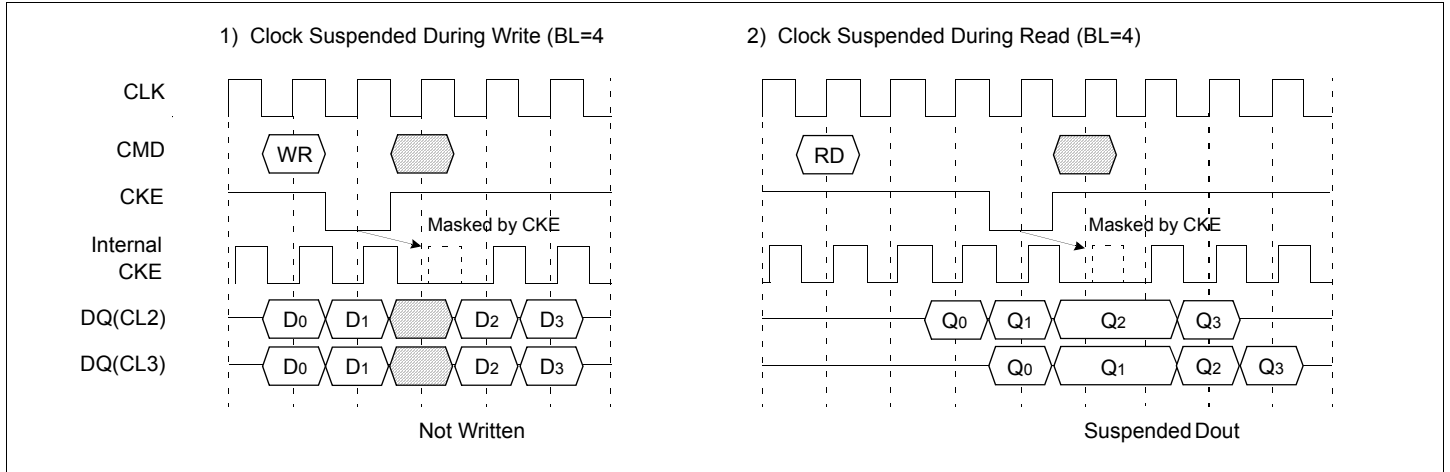 1) Clock Suspended During Write (BL=4
2) Clock Suspended During Read (BL=4)
CLK
CMD
WR
RD
CKE
Masked by CKE
Masked by CKE
Internal
CKE
DQ(CL2)
D0 D1 D2 D3
Q0 Q1 Q2 Q3
DQ(CL3)
D0 D1 D2 D3
Q0 Q1 Q2 Q3
Not Written
Suspended Dout